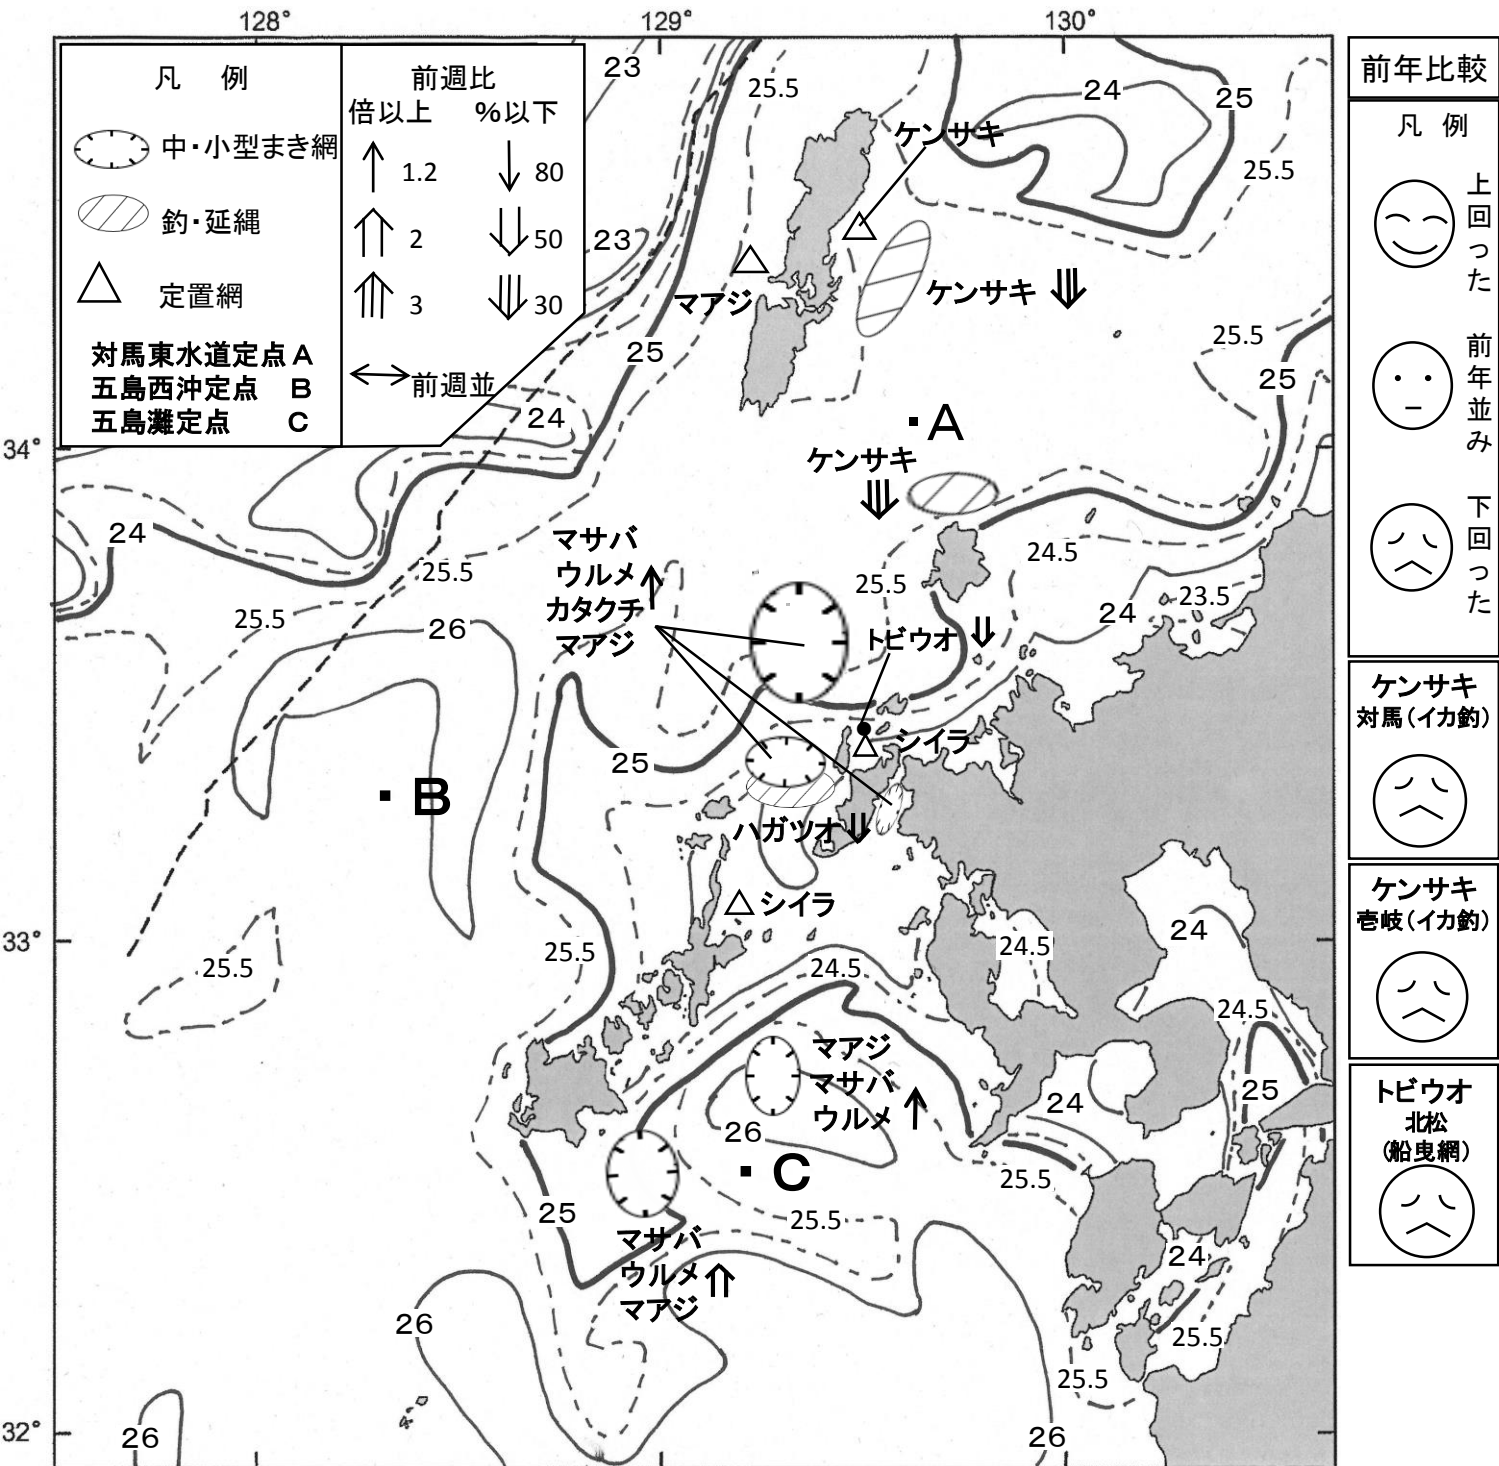 128°
129°
130°
凡 例
中・小型まき網
釣・延縄
定置網
対馬東水道定点 A
五島西沖定点 B
五島灘定点 C
前週比
倍以上 %以下
1.2 80
2 50
3 30
前週並
23
25.5
24
25
ケンサキ
25.5
23
マアジ
ケンサキ
25
25.5
25
24
A
34°
ケンサキ
24
マサバ
ウルメ
カタクチ
マアジ
25.5
24.5
25.5
23.5
24
25.5
26
トビウオ
シイラ
25
B
ハガツオ
シイラ
33°
25.5
25.5
24.5
24.5
24
24.5
マアジ
マサバ
ウルメ
24
25
26
C
25.5
25
25.5
マサバ
ウルメ
マアジ
24
26
25.5
25.5
32°
26
26
前年比較
凡 例
上回った
前年並み
下回った
ケンサキ
対馬(イカ釣)
ケンサキ
壱岐(イカ釣)
トビウオ
北松
(船曳網)